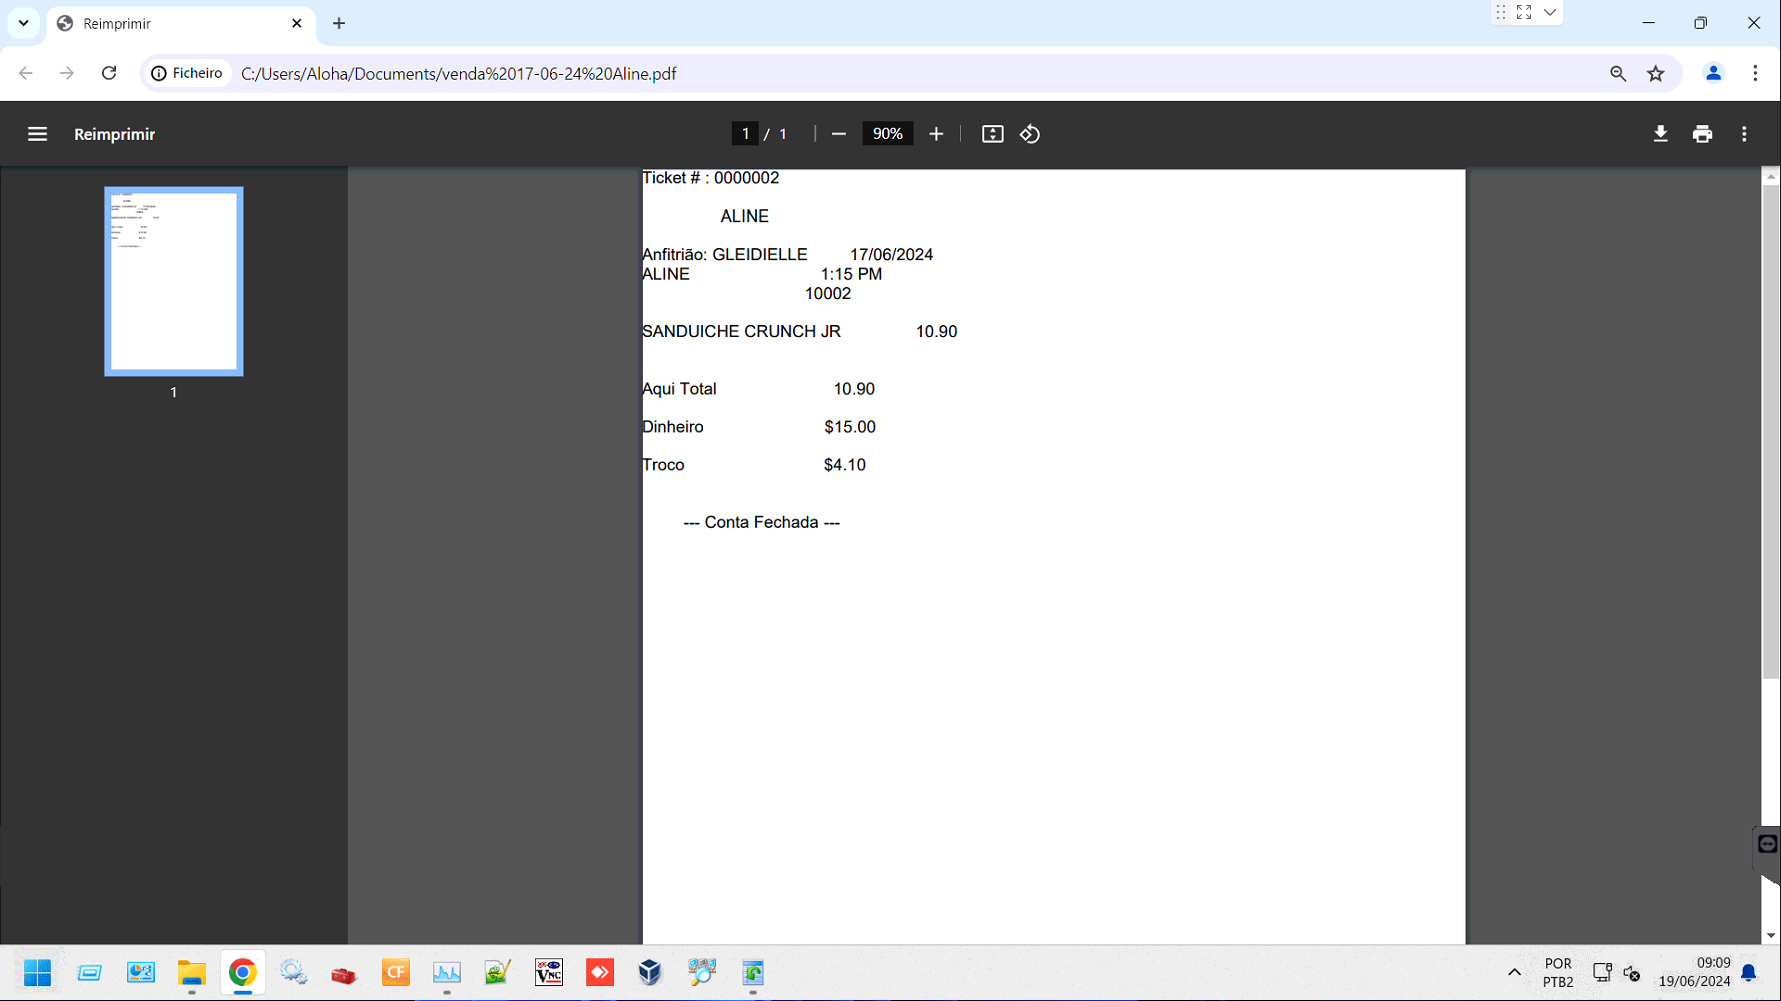 Reimprimir
Ficheiro
C:/Users/Aloha/Documents/venda%2017-06-24%20Aline.pdf
Reimprimir
1 / 1
90%
Ticket # : 0000002
ALINE
Anfitrião: GLEIDIELLE 17/06/2024
ALINE 1:15 PM
10002
SANDUICHE CRUNCH JR 10.90
Aqui Total 10.90
Dinheiro $15.00
Troco $4.10
--- Conta Fechada ---
1
CF
VNC
POR
PTB2
09:09
19/06/2024